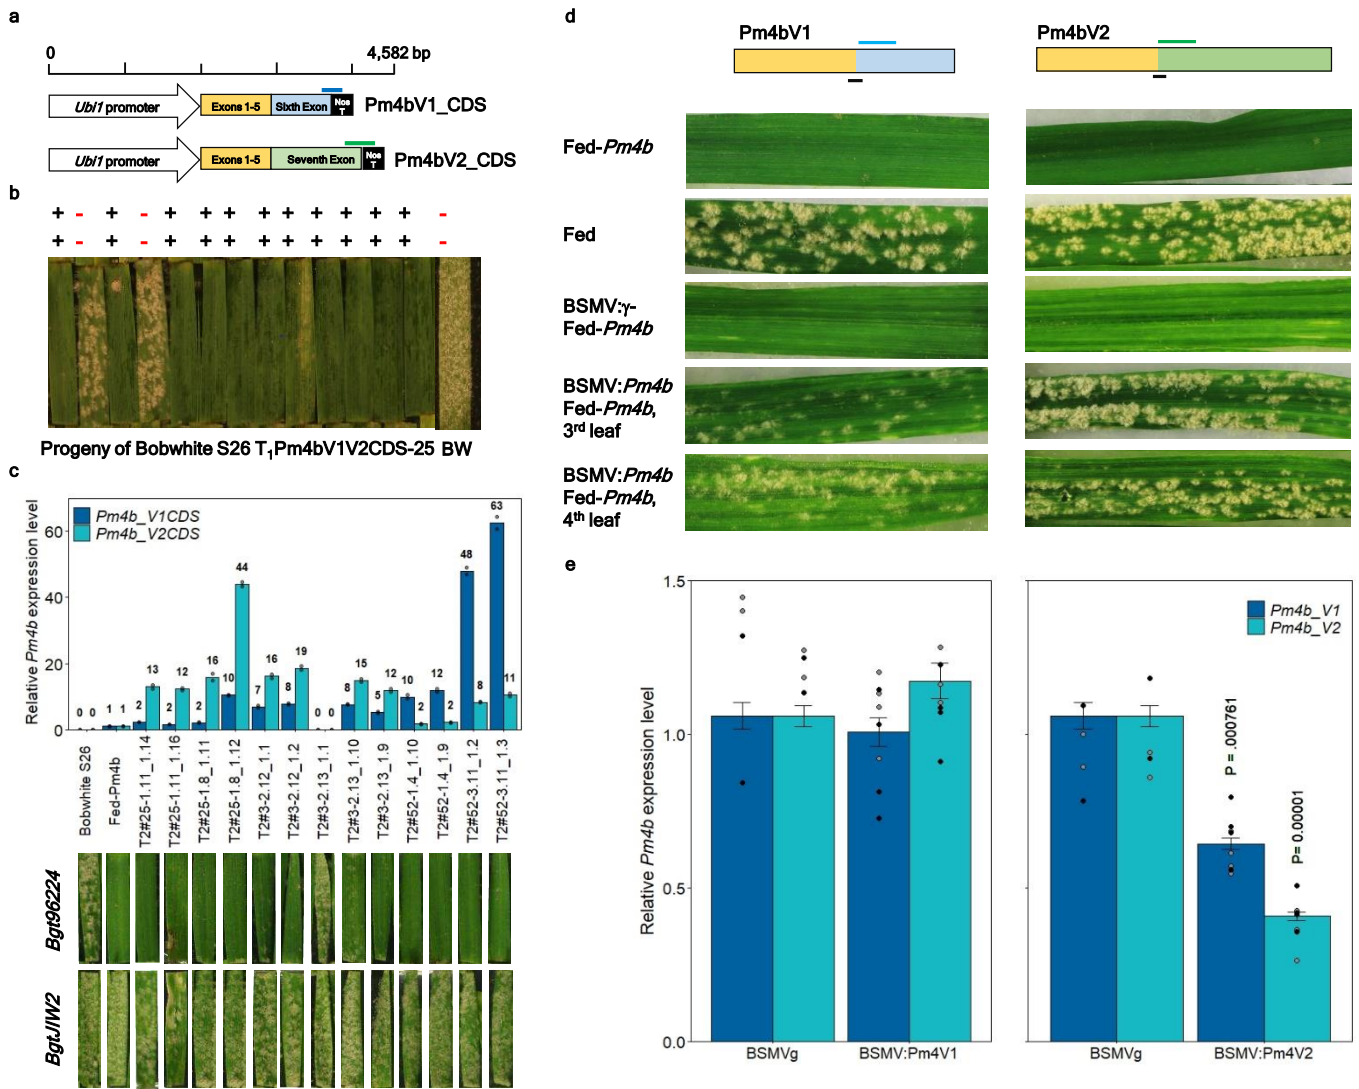 a
0 4,582 bp
Ubi1 promoter Exons 1-5 Sixth Exon Nos T Pm4bV1_CDS
Ubi1 promoter Exons 1-5 Seventh Exon Nos T Pm4bV2_CDS
b
+ - + - + + + + + + + + -
+ - + - + + + + + + + + -
Progeny of Bobwhite S26 T1Pm4bV1V2CDS-25 BW
c
Relative Pm4b expression level
60
40
20
0
Pm4b_V1CDS
Pm4b_V2CDS
0 0 1 1 2 13 2 12 2 16 10 44 7 16 8 19 0 0 8 15 5 12 10 2 12 2 48 8 63 11
Bobwhite S26
Fed-Pm4b
T2#25-1.11_1.14
T2#25-1.11_1.16
T2#25-1.8_1.11
T2#25-1.8_1.12
T2#3-2.12_1.1
T2#3-2.12_1.2
T2#3-2.13_1.1
T2#3-2.13_1.10
T2#3-2.13_1.9
T2#52-1.4_1.10
T2#52-1.4_1.9
T2#52-3.11_1.2
T2#52-3.11_1.3
Bgt96224
BgtJIW2
d
Pm4bV1 Pm4bV2
Fed-Pm4b
Fed
BSMV:γ-
Fed-Pm4b
BSMV:Pm4b
Fed-Pm4b,
3rd leaf
BSMV:Pm4b
Fed-Pm4b,
4th leaf
e
Relative Pm4b expression level
1.5
1.0
0.5
0.0
BSMVg BSMV:Pm4V1
Pm4b_V1
Pm4b_V2
P = .000761
P= 0.00001
BSMVg BSMV:Pm4V2